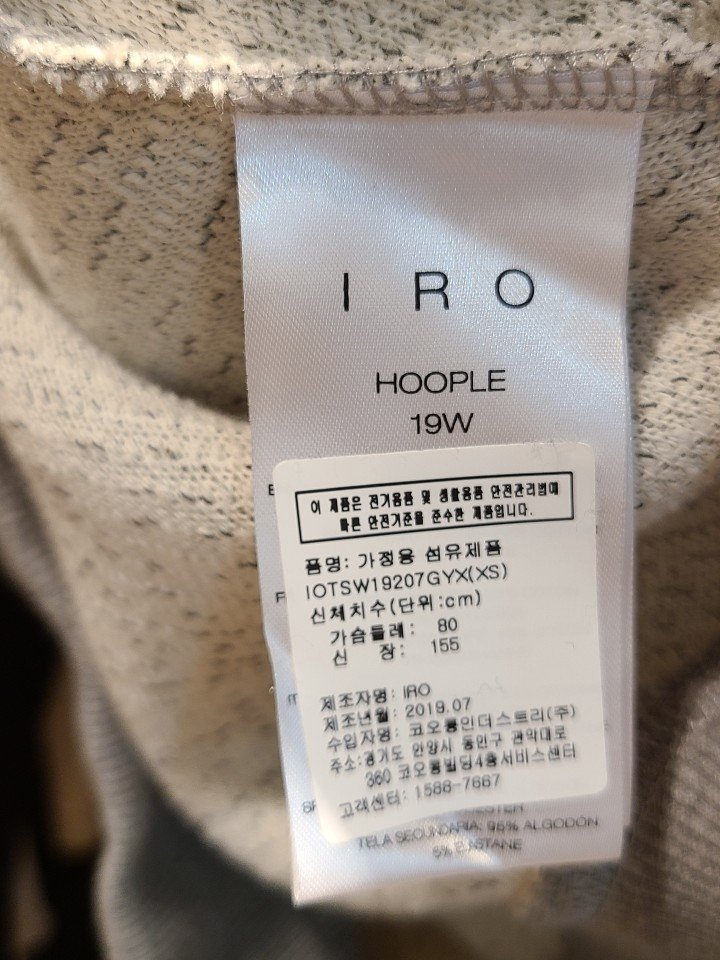 IRO
HOOPLE
19W
이 제품은 전기용품 및 생활용품 안전관리법에
따른 안전기준을 준수한 제품입니다.
품명: 가정용 섬유제품
IOTSW19207GYX(XS)
신체치수(단위:cm)
가슴둘레: 80
신 장: 155
제조자명: IRO
제조년월: 2019.07
수입자명: 코오롱인더스트리(주)
주소:경기도 안양시 동안구 관악대로
360 코오롱빌딩4층서비스센터
고객센터: 1588-7667
TELA SECUNDARIA: 95% ALGODÓN
5% ELASTANE